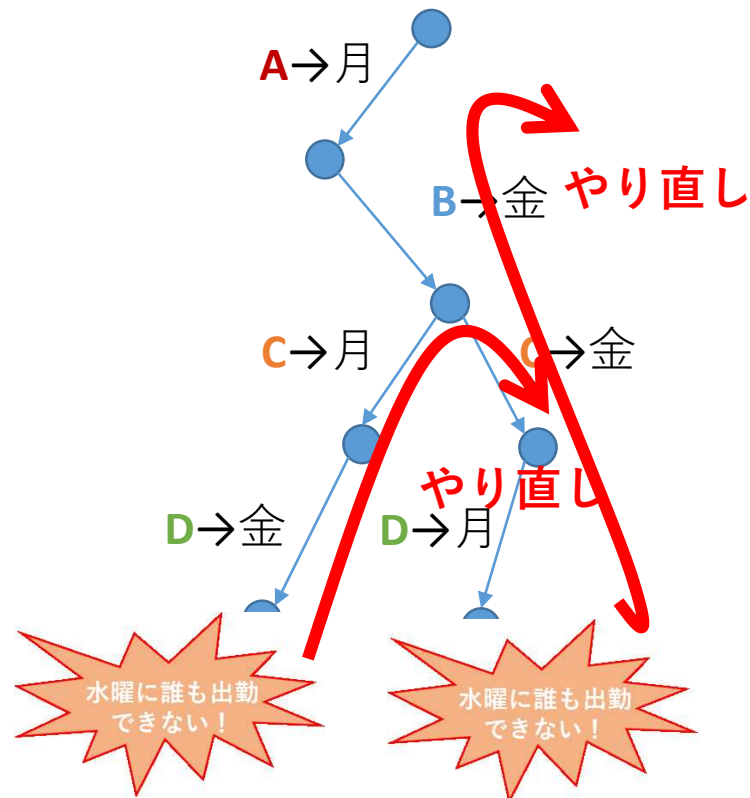 A→月
B→金
やり直し
C→月
C→金
やり直し
D→金
D→月
水曜に誰も出勤
できない！
水曜に誰も出勤
できない！